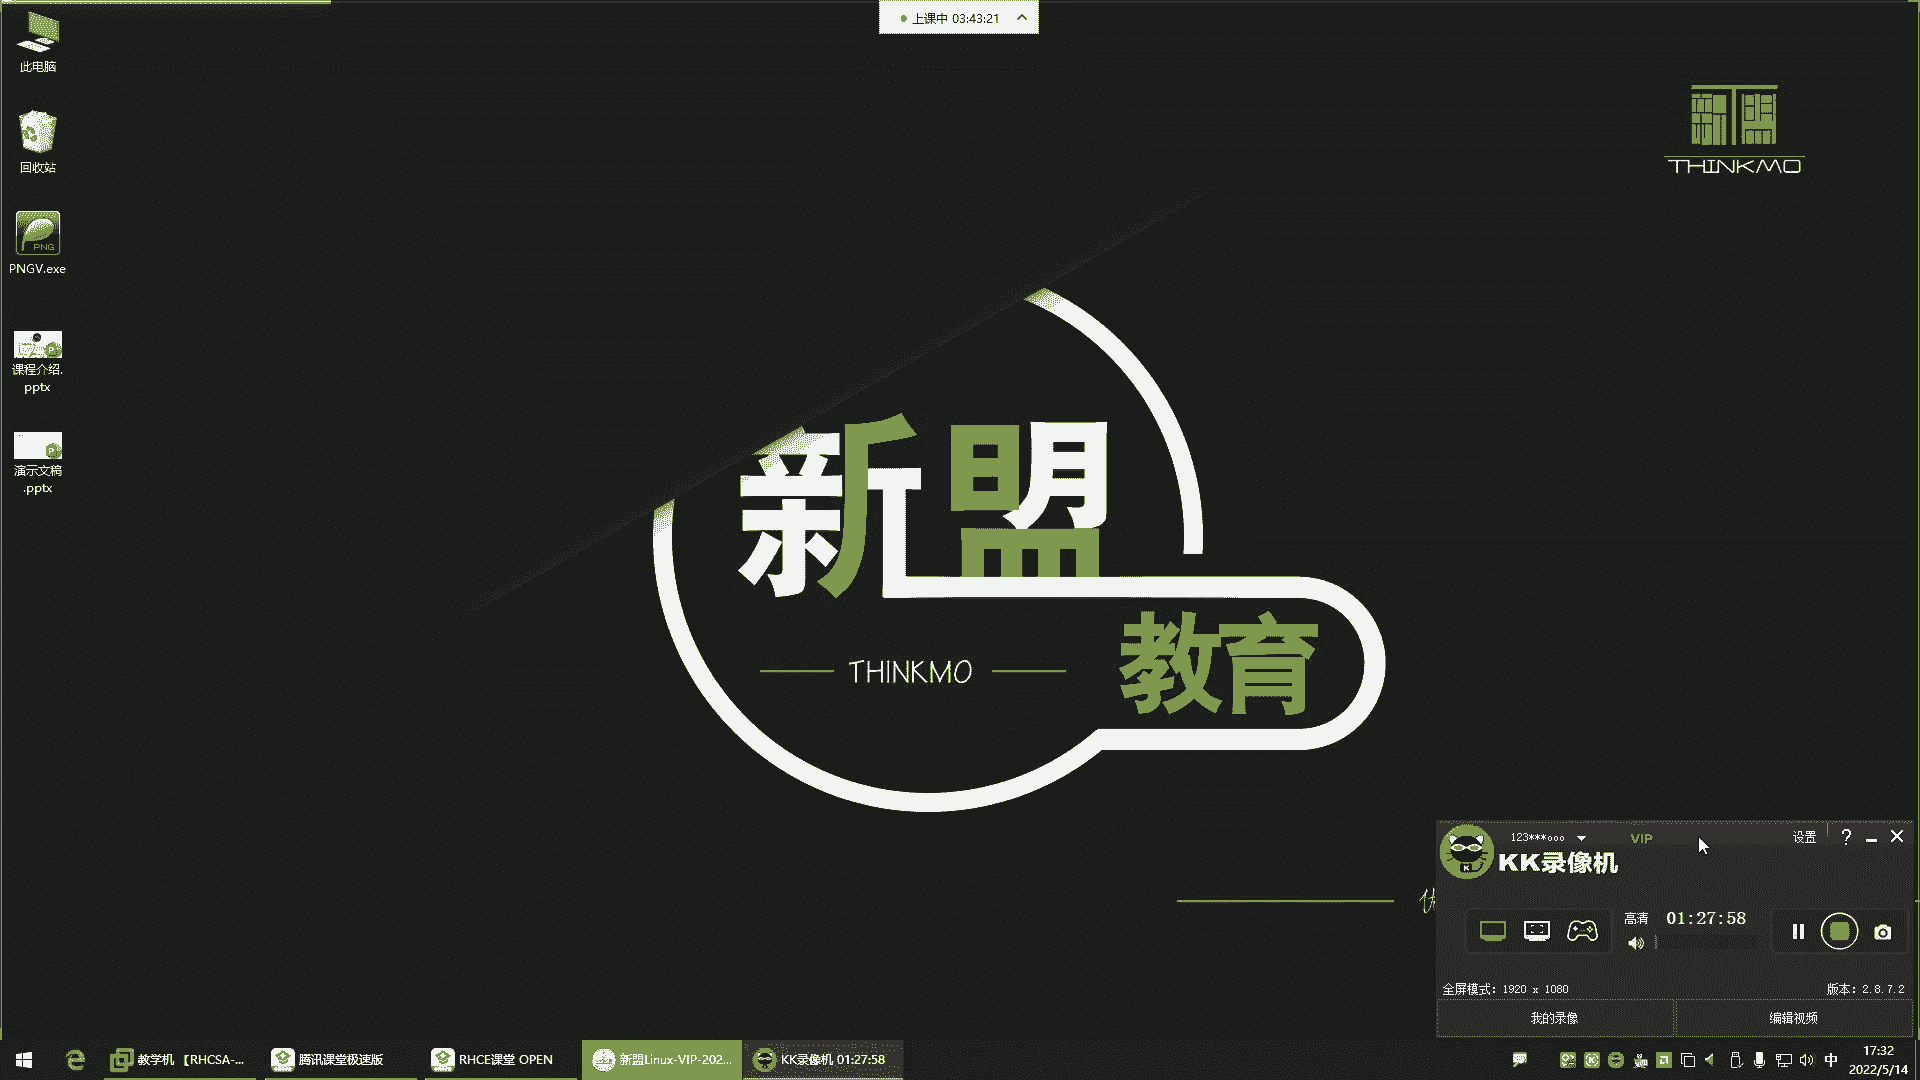 上课中 03:43:21
此电脑
回收站
PNG
PNGV.exe
课程介绍.
pptx
演示文稿
.pptx
THINKMO
新盟
教育
THINKMO
123***ooo
VIP
设置
KK录像机
高清
01:27:58
全屏模式: 1920 x 1080
版本: 2.8.7.2
我的录像
编辑视频
教学机 【RHCSA-...
腾讯课堂极速版
RHCE课堂 OPEN
新盟Linux-VIP-202...
KK录像机 01:27:58
中
17:32
2022/5/14